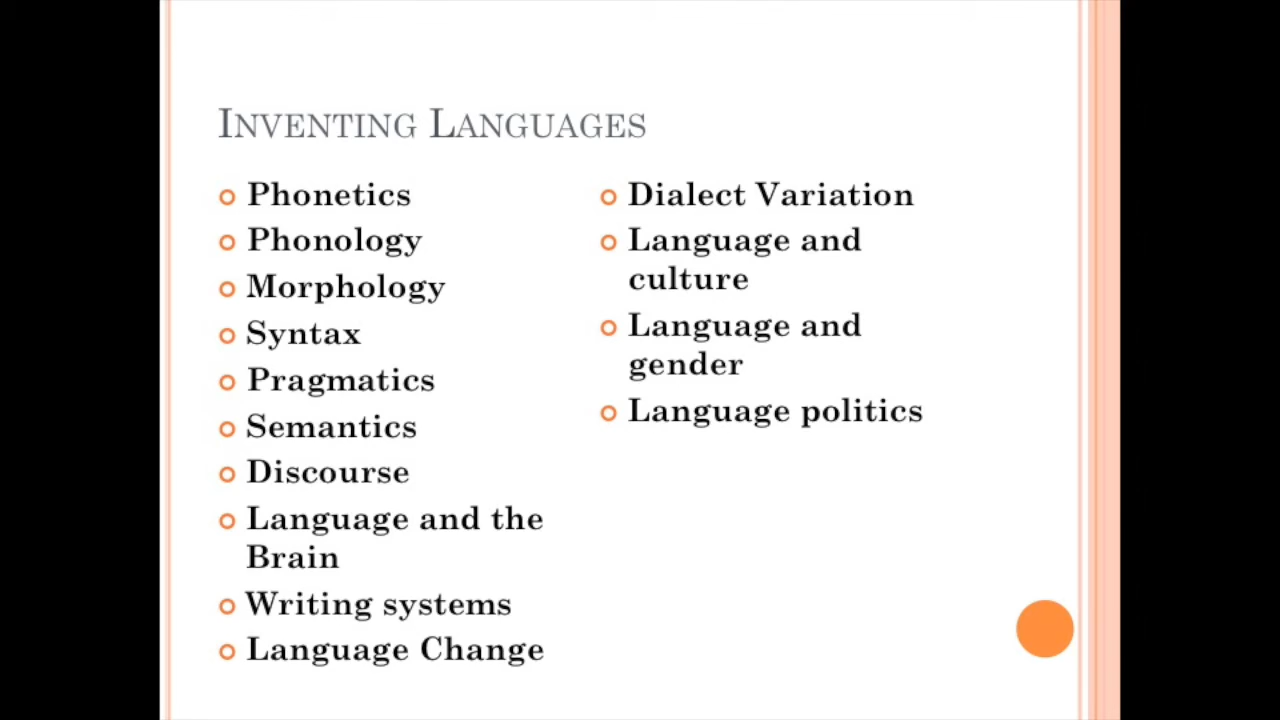 INVENTING LANGUAGES
Phonetics
Phonology
Morphology
Syntax
Pragmatics
Semantics
Discourse
Language and the
Brain
Writing systems
Language Change
Dialect Variation
Language and
culture
Language and
gender
Language politics